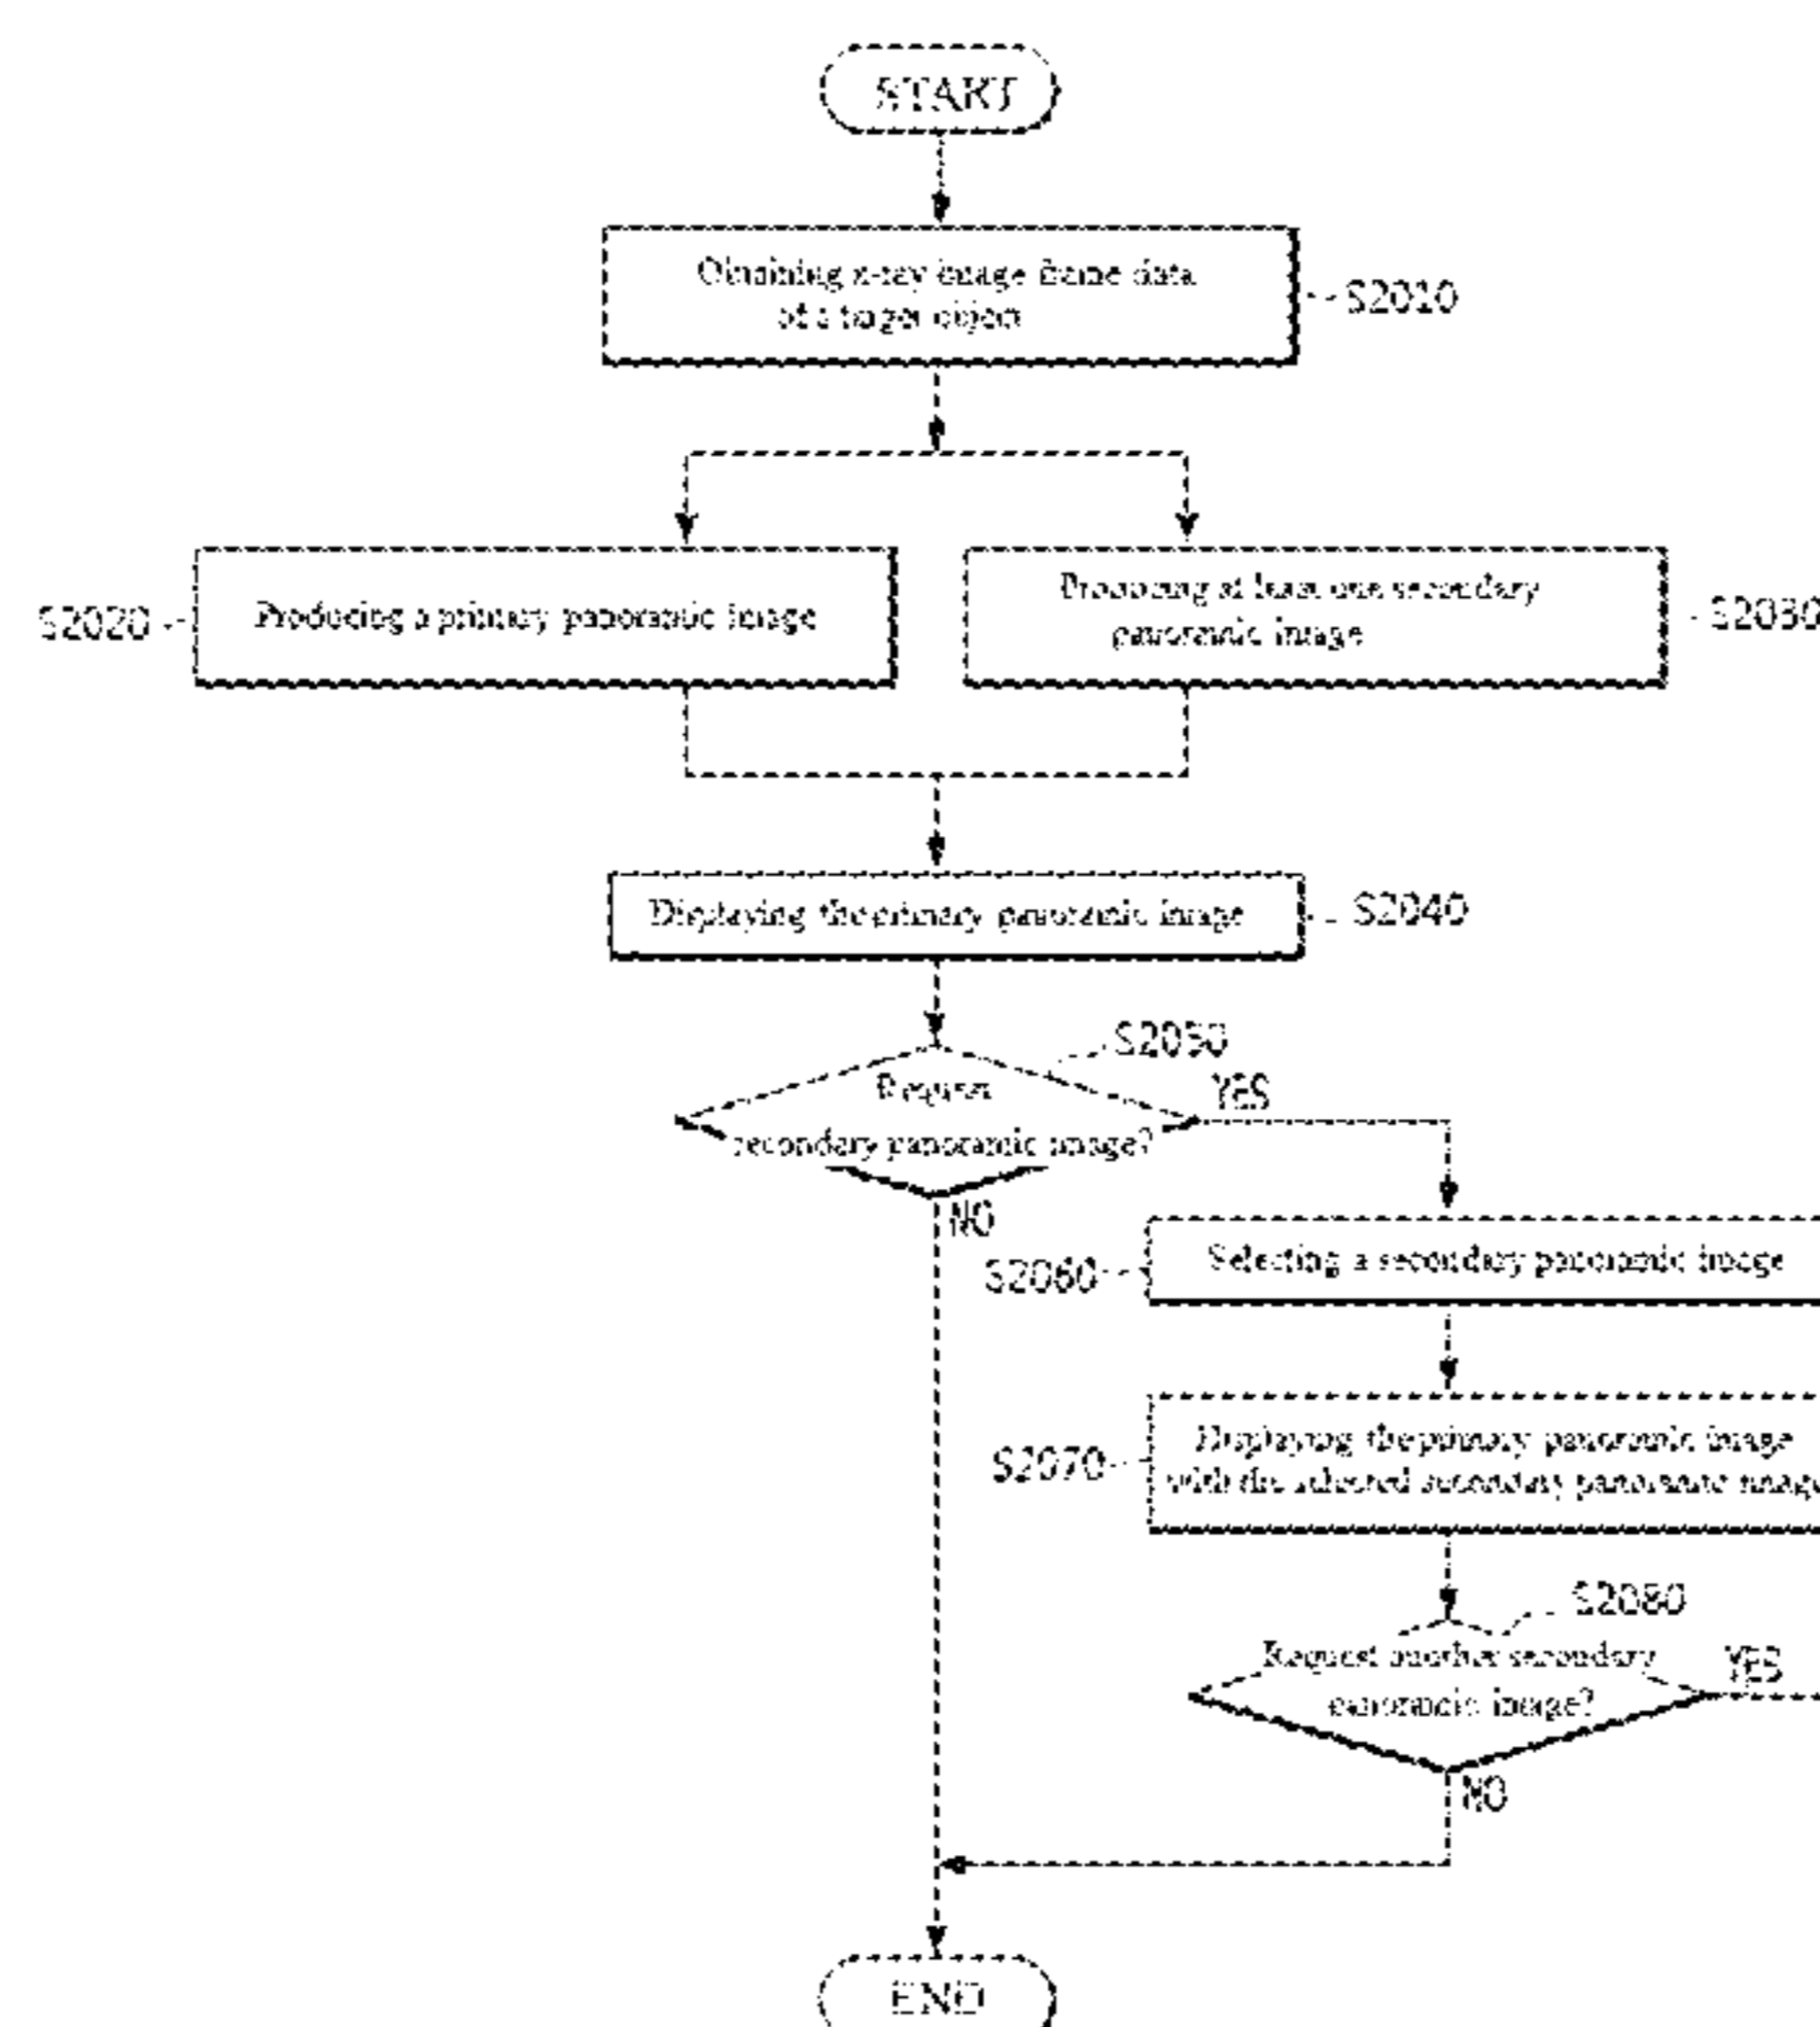 START
Obtaining x-ray image frame data
of a target object
S2010
S2020
Producing a primary panoramic image
Producing at least one secondary
panoramic image
S2030
Displaying the primary panoramic image
S2040
S2050
Request
secondary panoramic image?
YES
NO
S2060
Selecting a secondary panoramic image
S2070
Displaying the primary panoramic image
with the selected secondary panoramic image
S2080
Request another secondary
panoramic image?
YES
NO
END